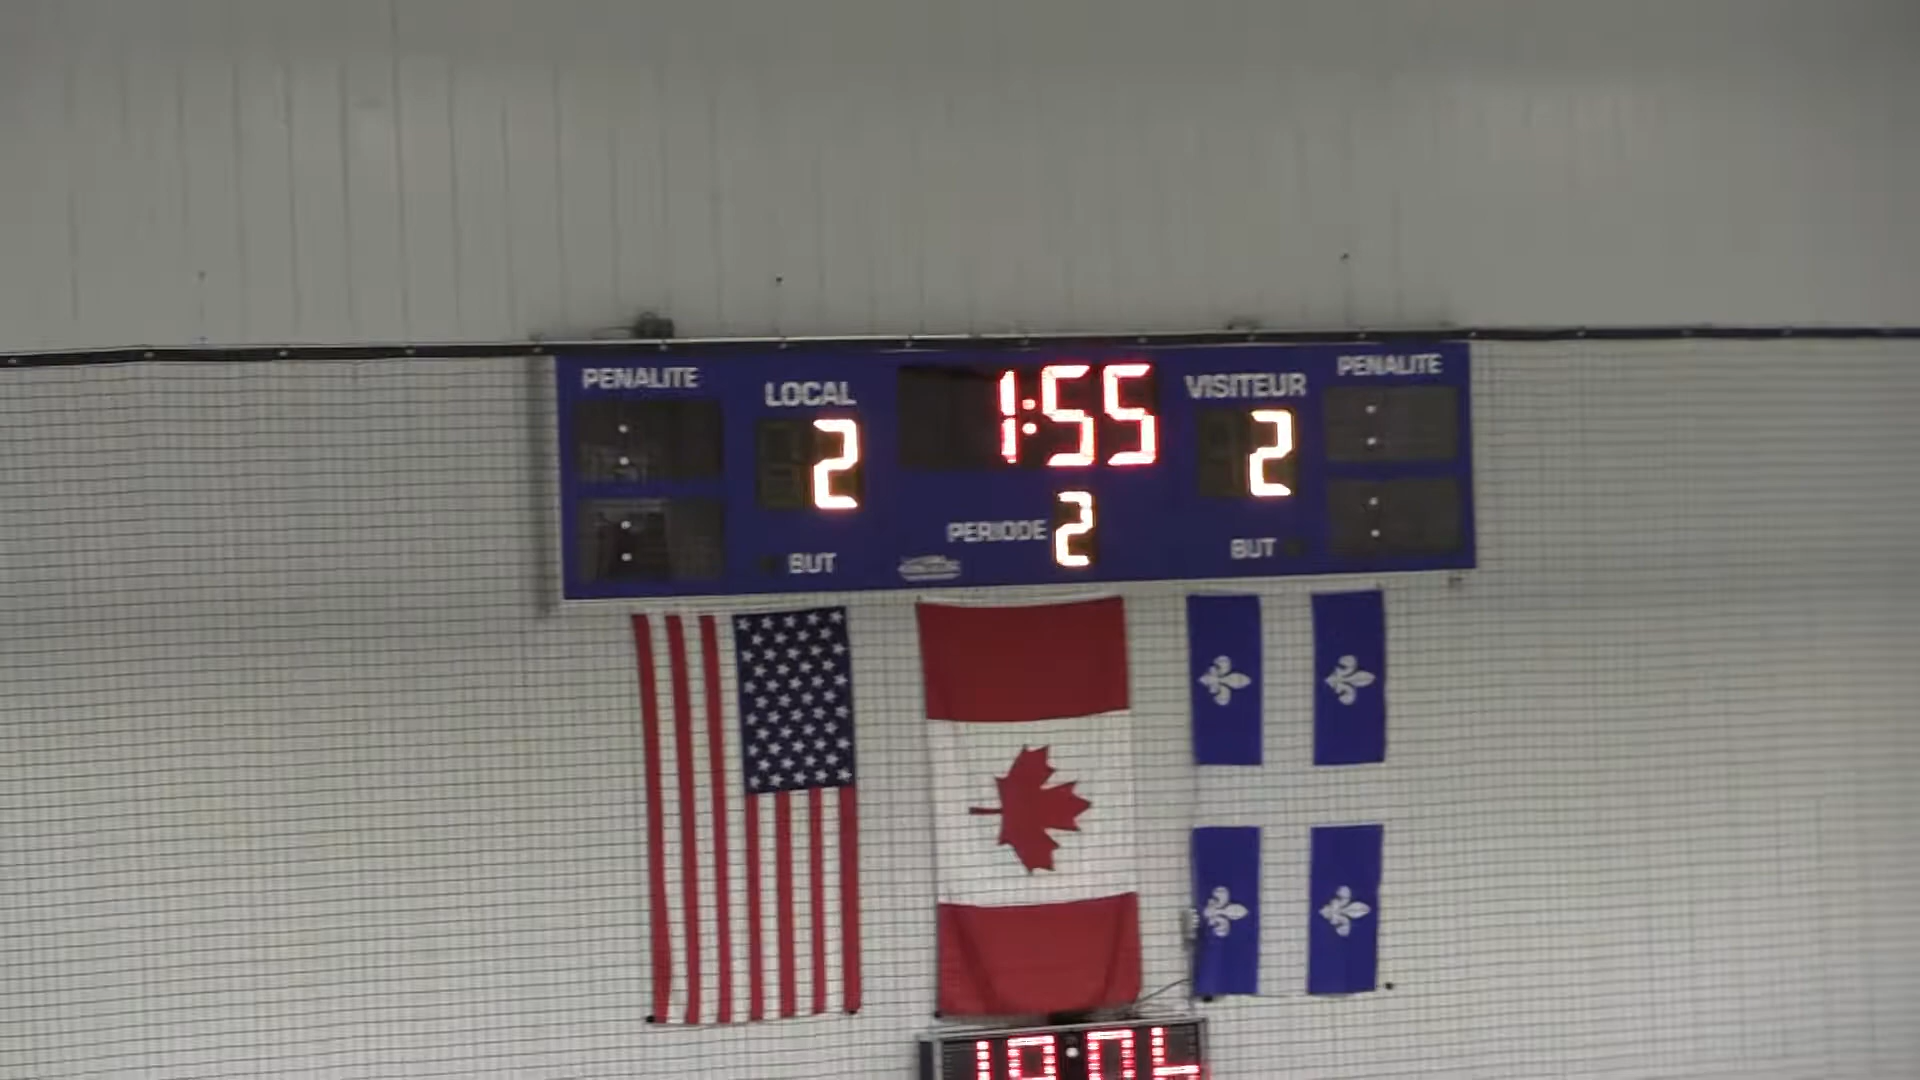 PENALITE
LOCAL
1:55
VISITEUR
PENALITE
2
2
PERIODE 2
BUT
BUT